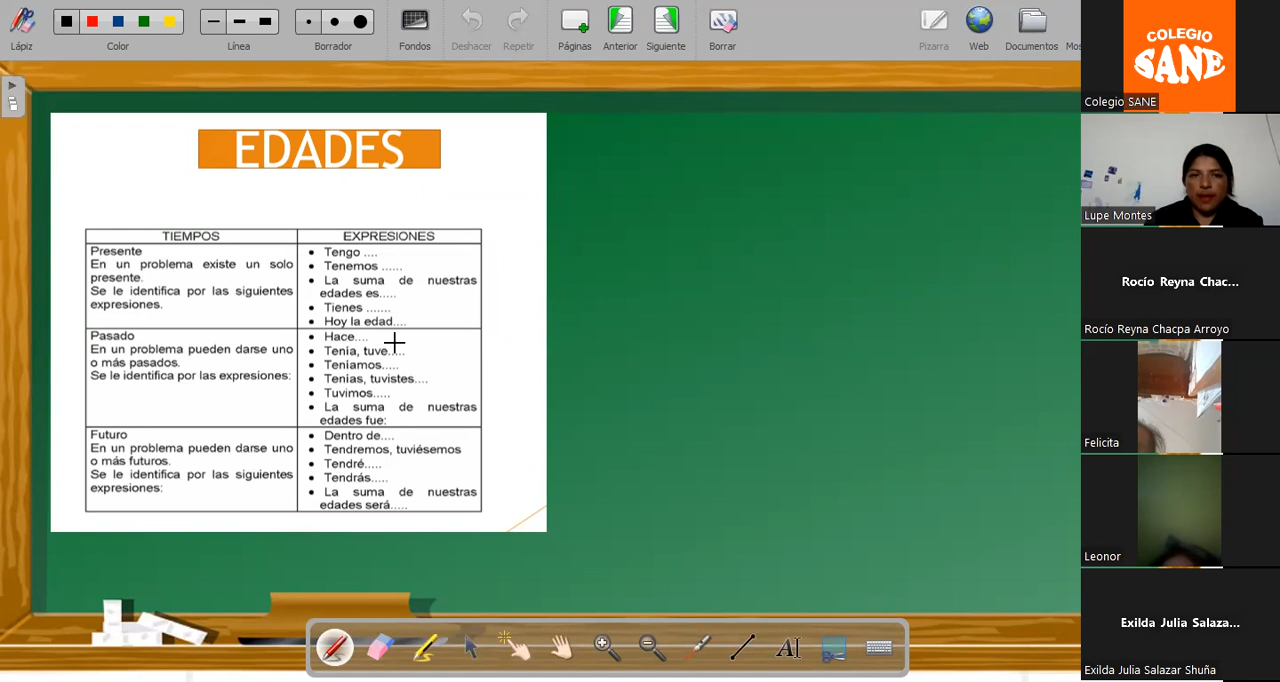 Lápiz
Color
Línea
Borrador
Fondos
Deshacer
Repetir
Páginas
Anterior
Siguiente
Borrar
Pizarra
Web
Documentos
Mos
EDADES
TIEMPOS
EXPRESIONES
Presente
En un problema existe un solo
presente.
Se le identifica por las siguientes
expresiones.
• Tengo ....
• Tenemos ......
• La suma de nuestras
edades es.....
• Tienes .......
• Hoy la edad....
Pasado
En un problema pueden darse uno
o más pasados.
Se le identifica por las expresiones:
• Hace....
• Tenía, tuve.....
• Teníamos.....
• Tenías, tuvistes....
• Tuvimos.....
• La suma de nuestras
edades fue:
Futuro
En un problema pueden darse uno
o más futuros.
Se le identifica por las siguientes
expresiones:
• Dentro de....
• Tendremos, tuviésemos
• Tendré.....
• Tendrás.....
• La suma de nuestras
edades será.....
COLEGIO
SANE
Colegio SANE
Lupe Montes
Rocío Reyna Chac...
Rocío Reyna Chacpa Arroyo
Felicita
Leonor
Exilda Julia Salaza...
Exilda Julia Salazar Shuña